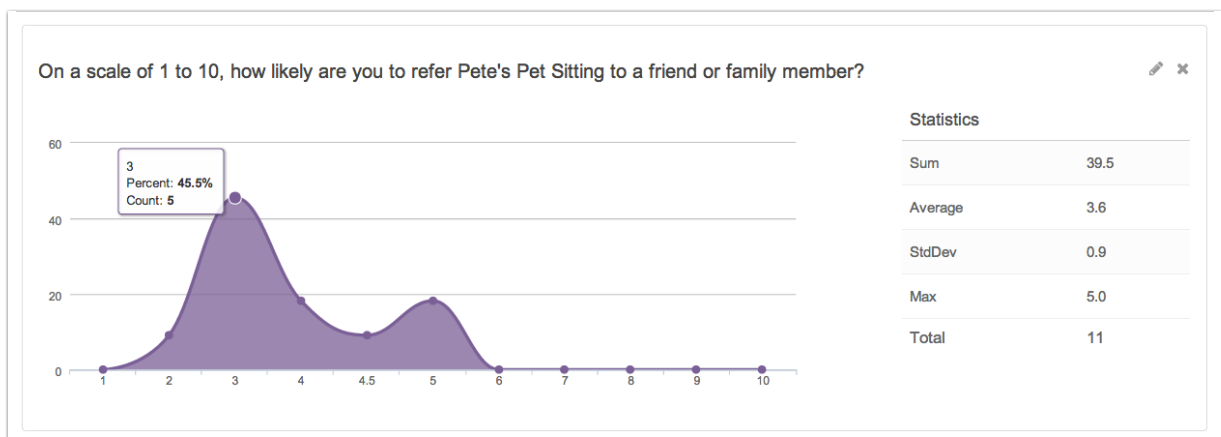 On a scale of 1 to 10, how likely are you to refer Pete's Pet Sitting to a friend or family member?
60
40
20
0
3
Percent: 45.5%
Count: 5
1 2 3 4 4.5 5 6 7 8 9 10
Statistics
Sum 39.5
Average 3.6
StdDev 0.9
Max 5.0
Total 11